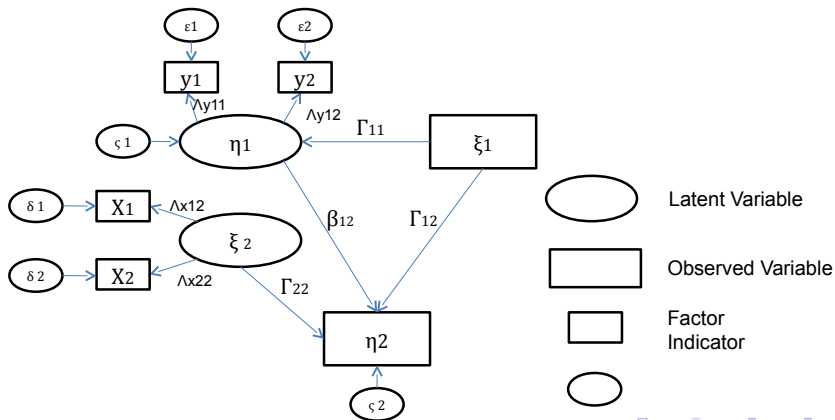 ε1
ε2
y1
y2
Λy11
Λy12
Γ11
ς 1
η1
ξ1
δ 1
X1
Λx12
β12
Γ12
ξ 2
Latent Variable
δ 2
X2
Λx22
Γ22
Observed Variable
η2
Factor
Indicator
ς 2